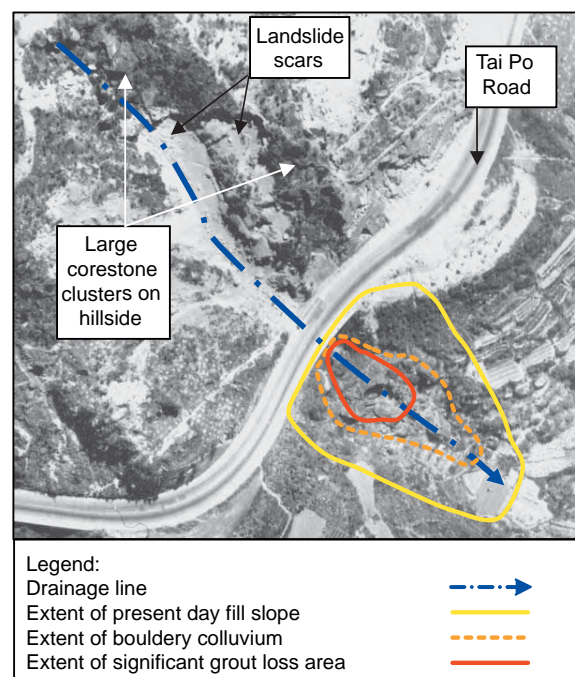 Landslide
scars
Tai Po
Road
Large
corestone
clusters on
hillside
Legend:
Drainage line
Extent of present day fill slope
Extent of bouldery colluvium
Extent of significant grout loss area